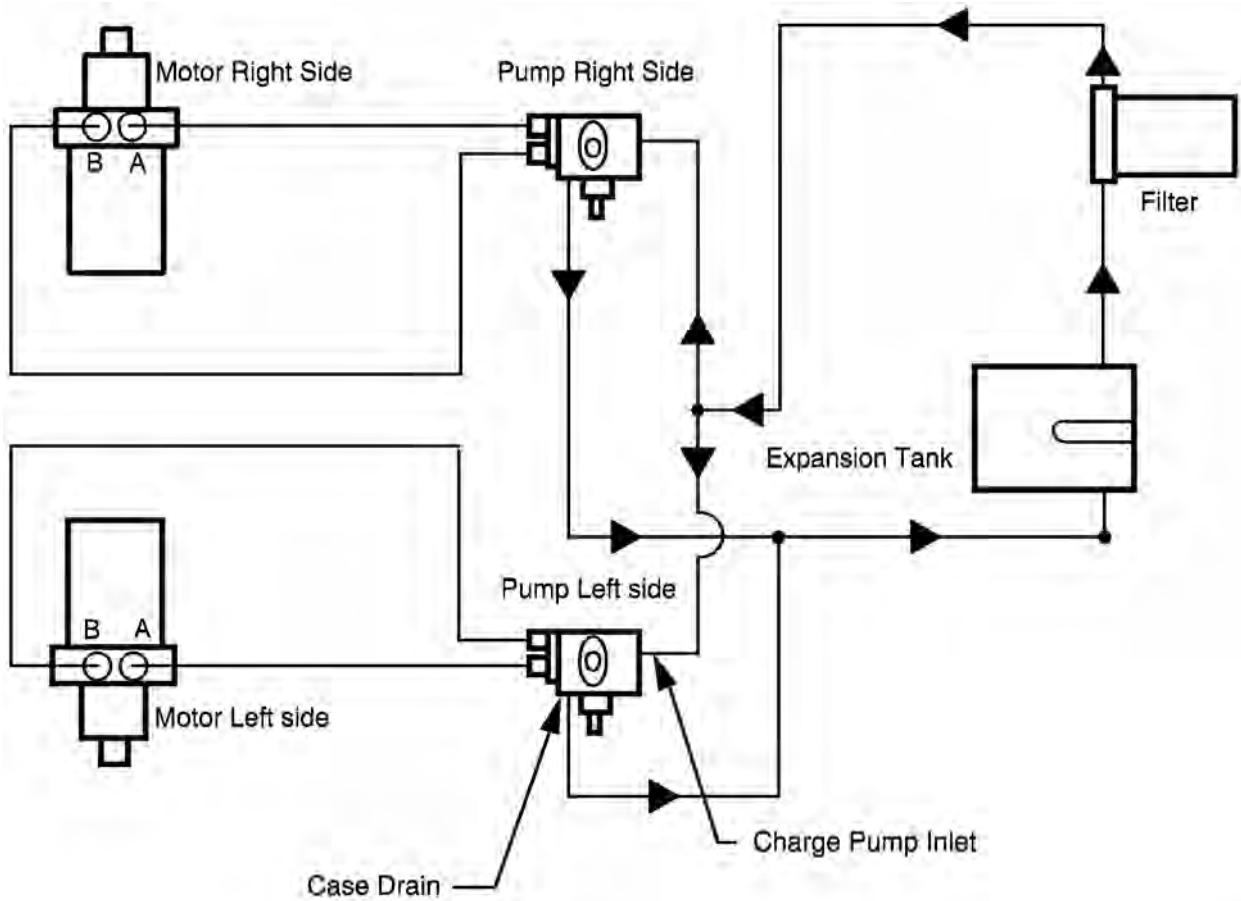 Motor Right Side
Pump Right Side
B A
Filter
Expansion Tank
Pump Left side
B A
Motor Left side
Charge Pump Inlet
Case Drain